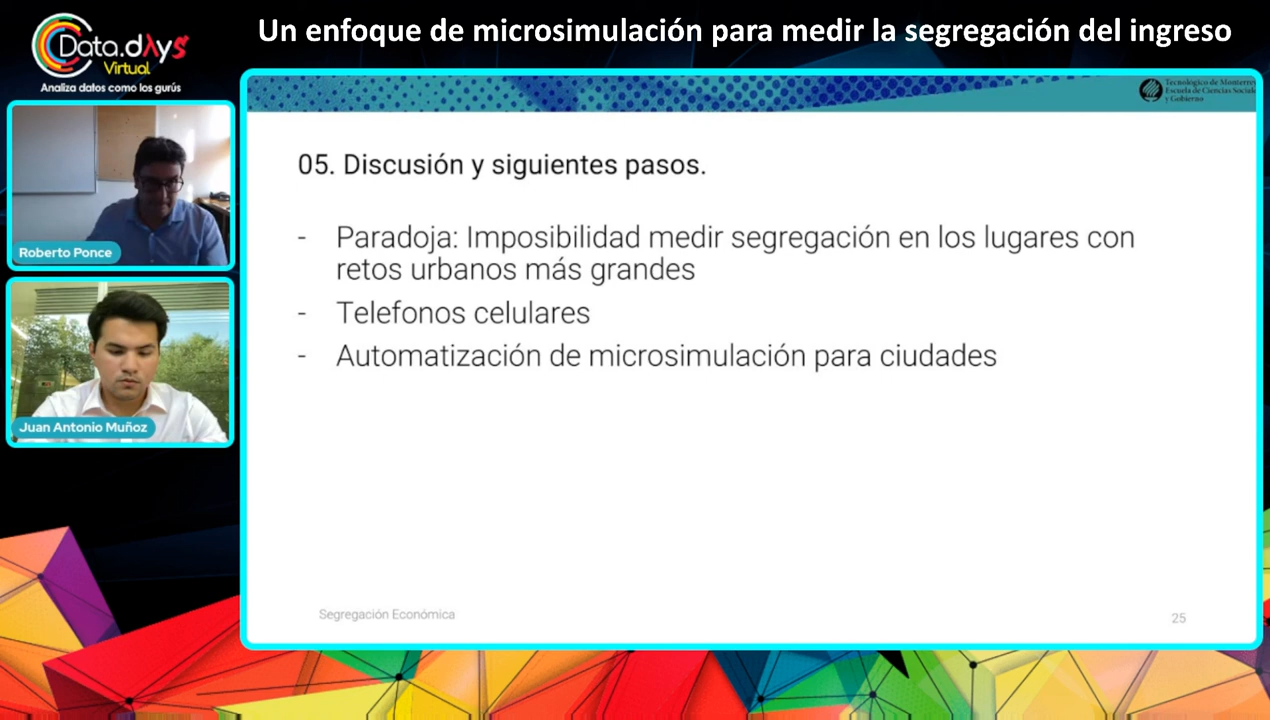 Un enfoque de microsimulación para medir la segregación del ingreso
Data.dAys
Virtual
Analiza datos como los gurús
Tecnológico de Monterrey
Escuela de Ciencias Sociales
y Gobierno
Roberto Ponce
Juan Antonio Muñoz
05. Discusión y siguientes pasos.
- Paradoja: Imposibilidad medir segregación en los lugares con
retos urbanos más grandes
- Telefonos celulares
- Automatización de microsimulación para ciudades
Segregación Económica
25